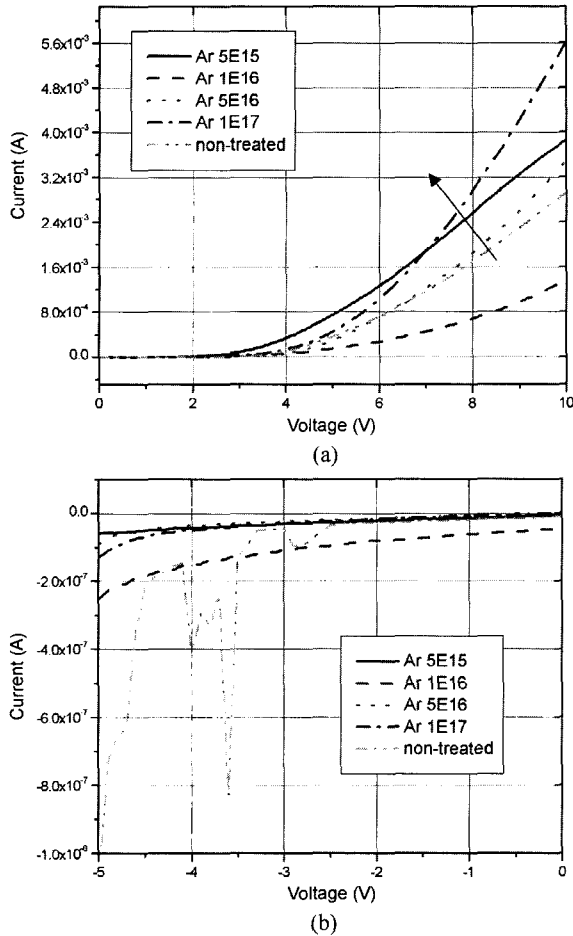 5.6x10⁻³
4.8x10⁻³
4.0x10⁻³
3.2x10⁻³
2.4x10⁻³
1.6x10⁻³
8.0x10⁻⁴
0.0
Current (A)
Ar 5E15
Ar 1E16
Ar 5E16
Ar 1E17
non-treated
0 2 4 6 8 10
Voltage (V)
(a)
0.0
-2.0x10⁻⁷
-4.0x10⁻⁷
-6.0x10⁻⁷
-8.0x10⁻⁷
-1.0x10⁻⁶
Current (A)
Ar 5E15
Ar 1E16
Ar 5E16
Ar 1E17
non-treated
-5 -4 -3 -2 -1 0
Voltage (V)
(b)